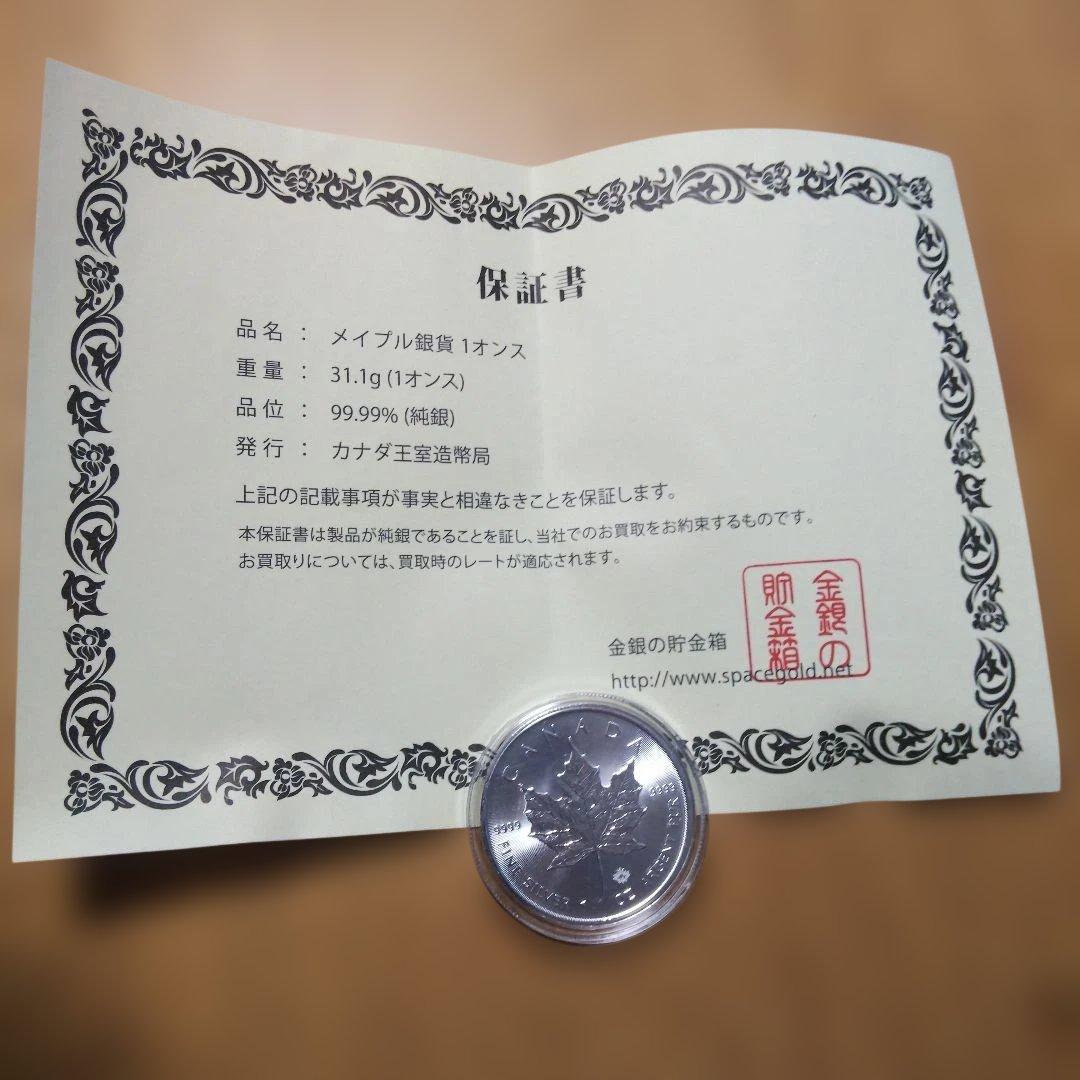 保証書
品名 : メイプル銀貨 1オンス
重量 : 31.1g (1オンス)
品位 : 99.99% (純銀)
発行 : カナダ王室造幣局
上記の記載事項が事実と相違なきことを保証します。
本保証書は製品が純銀であることを証し、当社でのお買取をお約束するものです。
お買取りについては、買取時のレートが適応されます。
金銀の貯金箱
http://www.spacegold.net
金銀の
貯金箱
CANADA
9999
9999
FINE SILVER 1 OZ ARGENT PUR